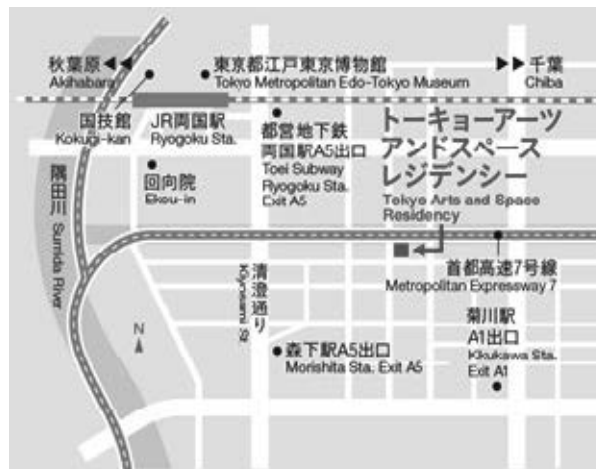 秋葉原◀◀
Akihabara
東京都江戸東京博物館
Tokyo Metropolitan Edo-Tokyo Museum
▶▶千葉
Chiba
国技館
Kokugi-kan
JR両国駅
Ryogoku Sta.
都営地下鉄
両国駅A5出口
Toei Subway
Ryogoku Sta.
Exit A5
トーキョーアーツ
アンドスペース
レジデンシー
Tokyo Arts and Space
Residency
回向院
Ekou-in
隅田川 Sumida River
首都高速7号線
Metropolitan Expressway 7
清澄通り
Kiyosumi St.
菊川駅
A1出口
Kikukawa Sta.
Exit A1
N
森下駅A5出口
Morishita Sta. Exit A5